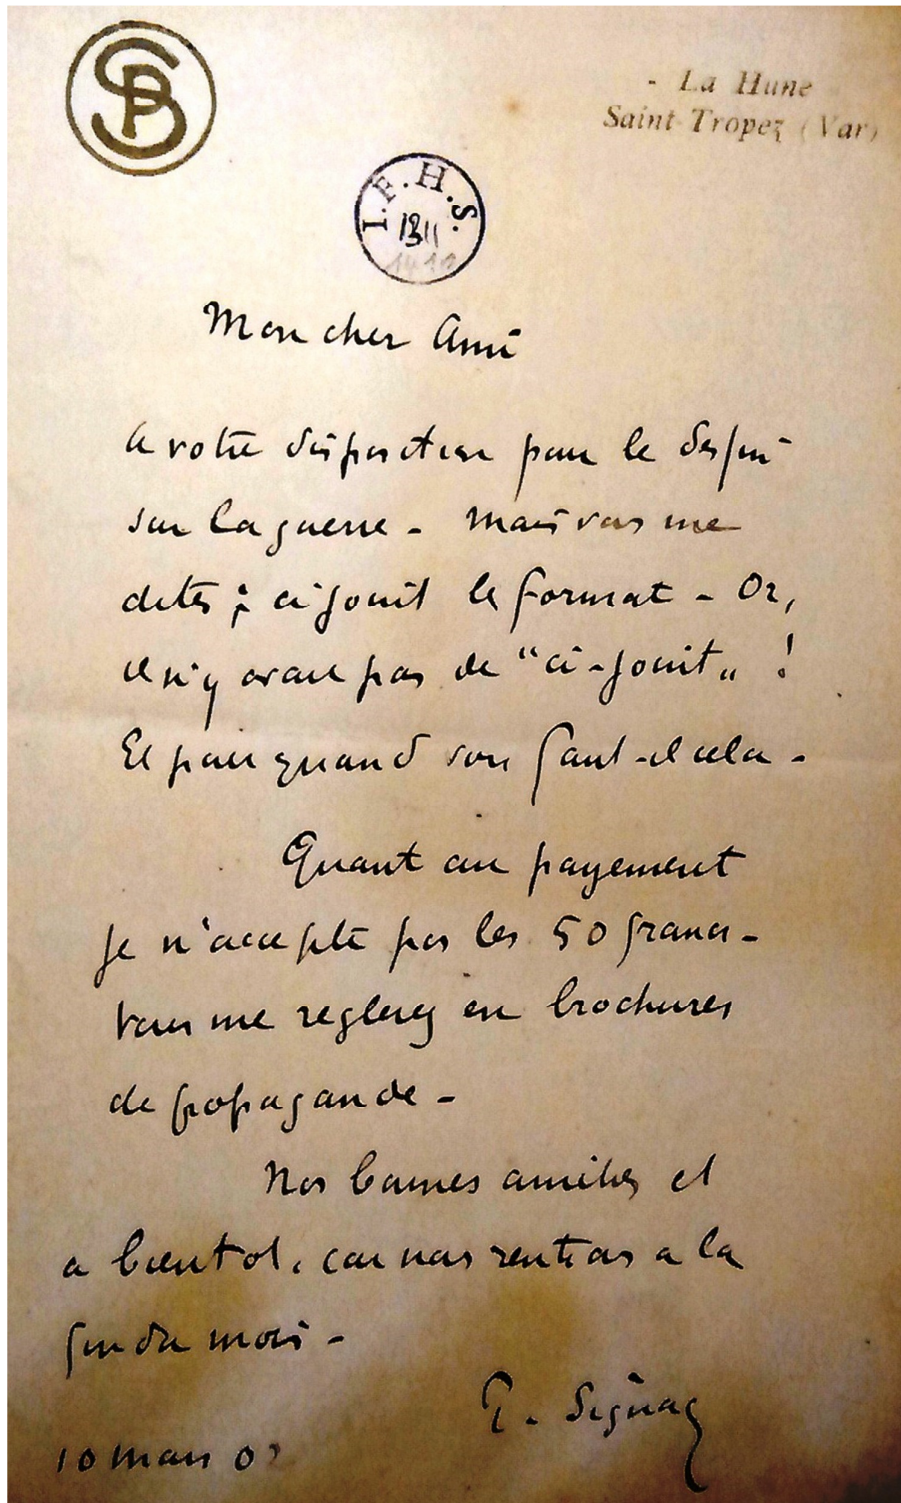 SP
- La Hune
Saint-Tropez (Var)
I.F.H.S.
Mon cher Ami
a votre disposition pour le dessin
sur la guerre - Mais vous me
dites ; ci joint le format - Or,
il n'y avait pas de "ci-joint" !
Et pour quand vous faut-il cela -
Quant au payement
je n'accepte pas les 50 francs -
vous me reglerez en brochures
de propagande -
Nos bonnes amitiés et
a bientot, car nous rentrons a la
fin du mois -
P. Signac
10 mars 0